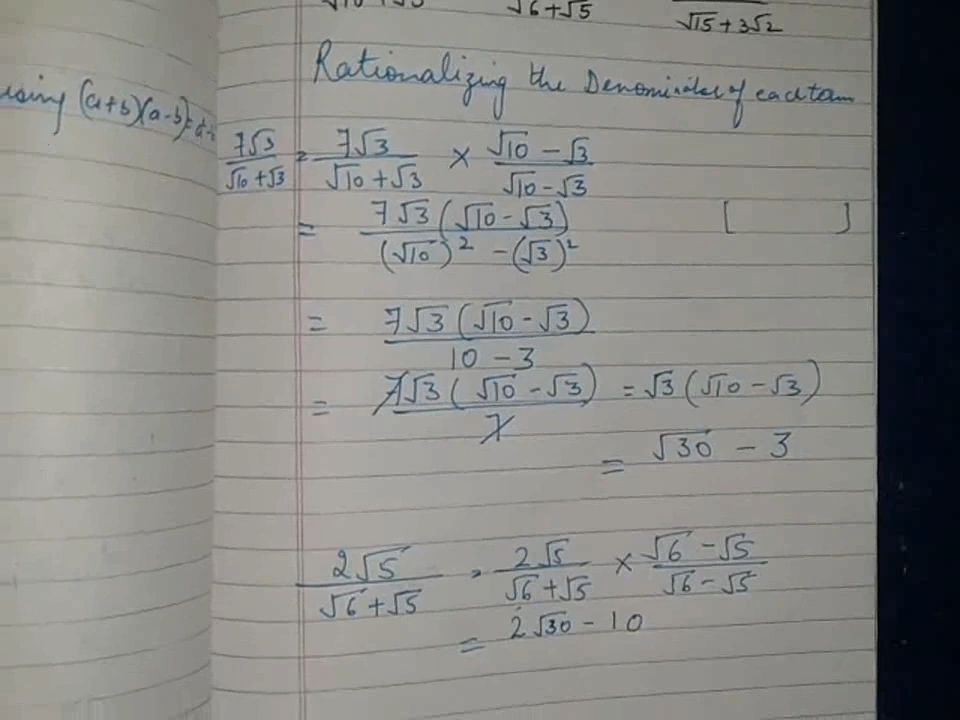 √6+√5 √15+3√2
Rationalizing the Denominator of each term
using (a+b)(a-b)=
7√3/(√10+√3) = 7√3/(√10+√3) × (√10-√3)/(√10-√3)
= 7√3(√10-√3)/((√10)²-(√3)²) [ ]
= 7√3(√10-√3)/(10-3)
= 7√3(√10-√3)/7 = √3(√10-√3)
= √30-3
2√5/(√6+√5) = 2√5/(√6+√5) × (√6-√5)/(√6-√5)
= 2√30-10